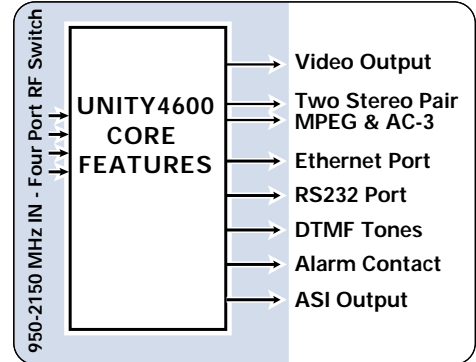 950-2150 MHz IN - Four Port RF Switch
UNITY4600
CORE
FEATURES
Video Output
Two Stereo Pair
MPEG & AC-3
Ethernet Port
RS232 Port
DTMF Tones
Alarm Contact
ASI Output